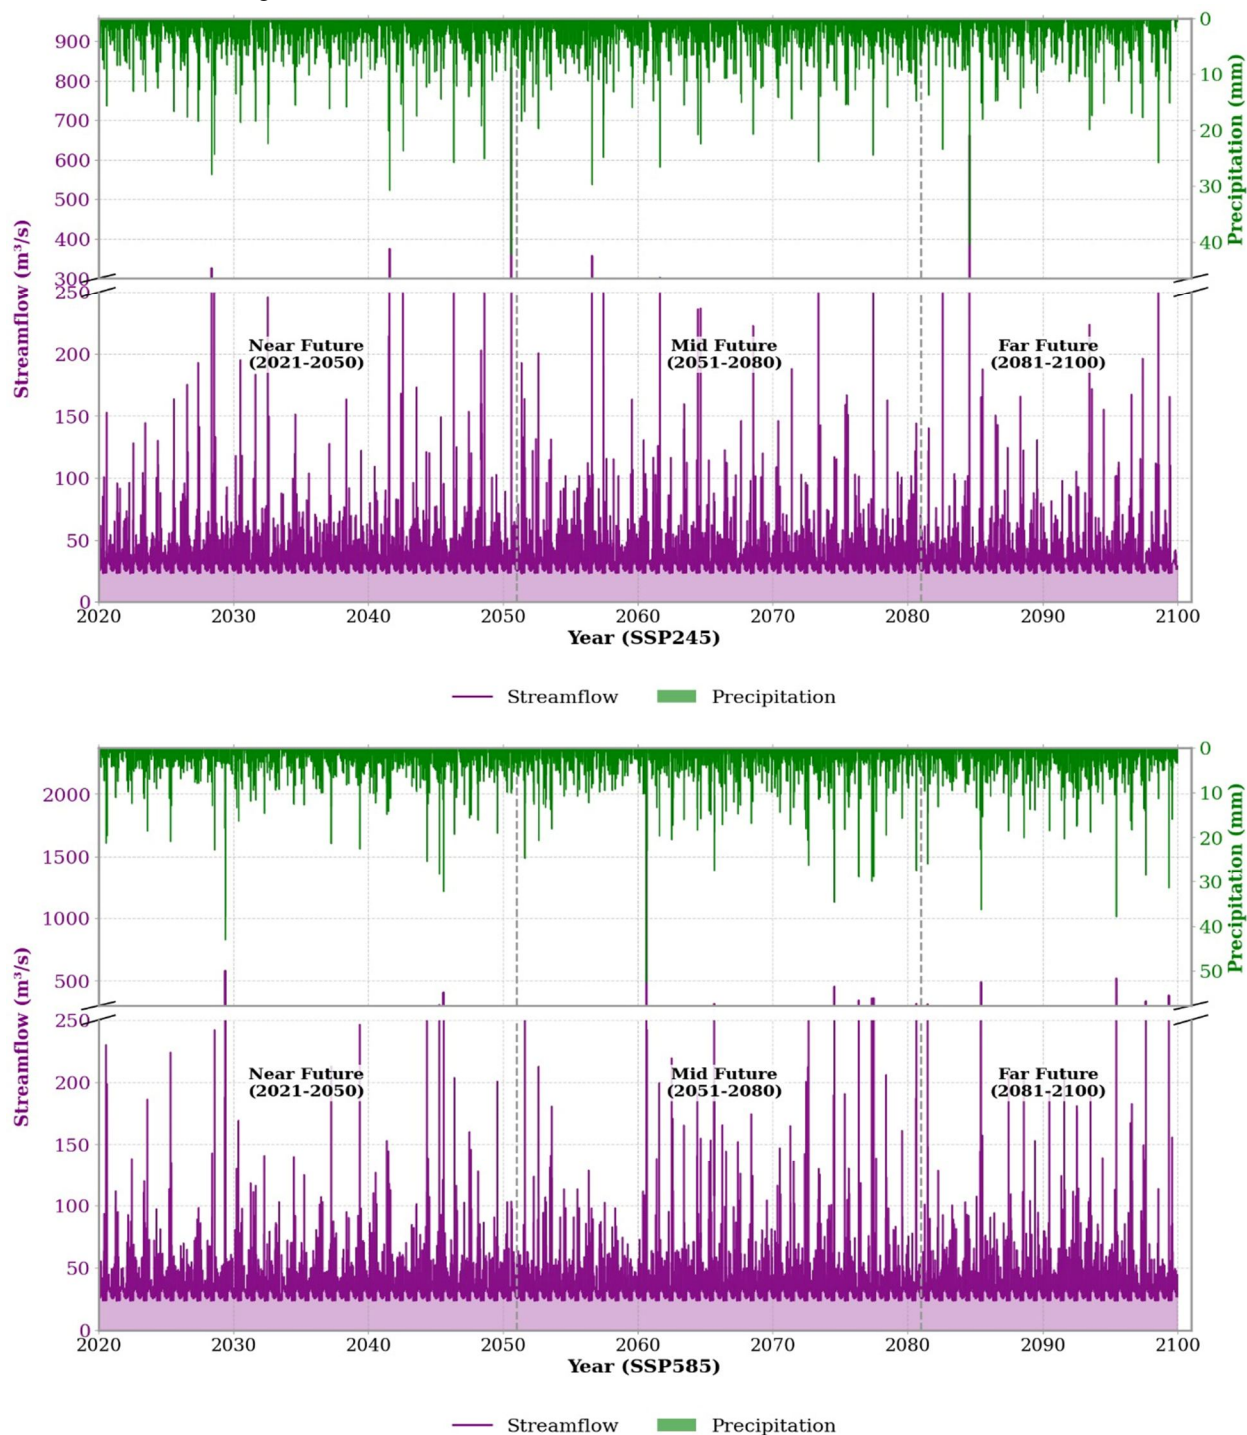 900
800
700
600
500
400
300
250
200
150
100
50
0
Streamflow (m³/s)
0
10
20
30
40
Precipitation (mm)
Near Future
(2021-2050)
Mid Future
(2051-2080)
Far Future
(2081-2100)
2020 2030 2040 2050 2060 2070 2080 2090 2100
Year (SSP245)
Streamflow Precipitation
2000
1500
1000
500
250
200
150
100
50
0
Streamflow (m³/s)
0
10
20
30
40
50
Precipitation (mm)
Near Future
(2021-2050)
Mid Future
(2051-2080)
Far Future
(2081-2100)
2020 2030 2040 2050 2060 2070 2080 2090 2100
Year (SSP585)
Streamflow Precipitation